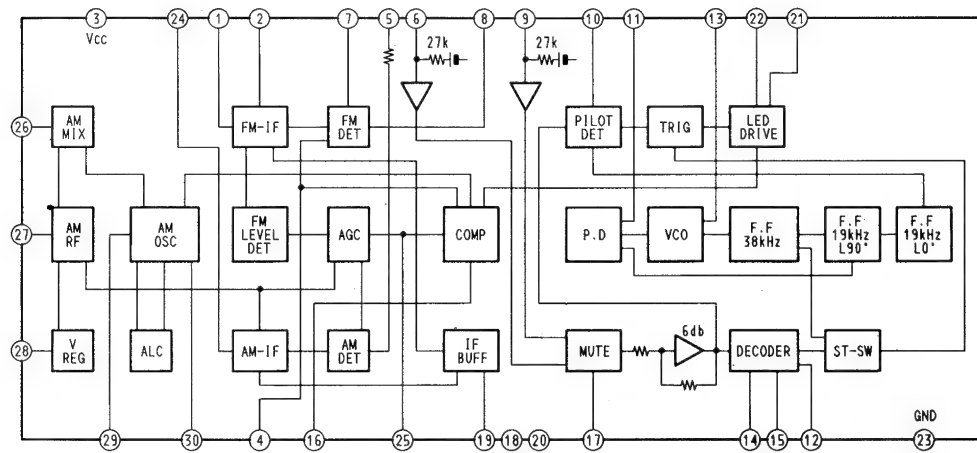 3 24 1 2 7 5 6 8 9 10 11 13 22 21
Vcc
27k
27k
26
AM
MIX
FM-IF
FM
DET
PILOT
DET
TRIG
LED
DRIVE
27
AM
RF
AM
OSC
FM
LEVEL
DET
AGC
COMP
P.D
VCO
F.F
38kHz
F.F
19kHz
L90°
F.F
19kHz
L0°
28
V
REG
ALC
AM-IF
AM
DET
IF
BUFF
MUTE
6db
DECODER
ST-SW
GND
29 30 4 16 25 19 18 20 17 14 15 12 23